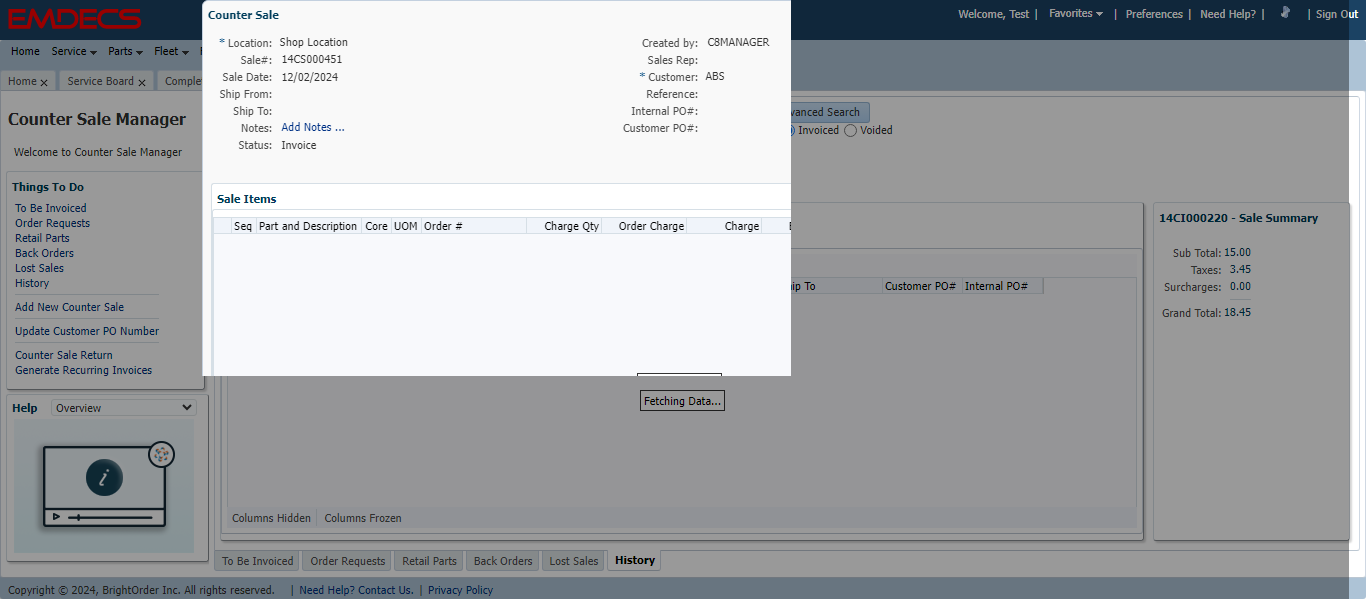 EMDECS
Welcome, Test | Favorites | Preferences | Need Help? | | Sign Out
Home Service Parts Fleet
Home Service Board
Counter Sale Manager
Welcome to Counter Sale Manager
Things To Do
To Be Invoiced
Order Requests
Retail Parts
Back Orders
Lost Sales
History
Add New Counter Sale
Update Customer PO Number
Counter Sale Return
Generate Recurring Invoices
Help Overview
Counter Sale
* Location: Shop Location
Sale#: 14CS000451
Sale Date: 12/02/2024
Ship From:
Ship To:
Notes: Add Notes ...
Status: Invoice
Created by: C8MANAGER
Sales Rep:
* Customer: ABS
Reference:
Internal PO#:
Customer PO#:
Sale Items
Seq Part and Description Core UOM Order # Charge Qty Order Charge Charge
Search
Invoiced Voided
To Customer PO# Internal PO#
Fetching Data...
Columns Hidden Columns Frozen
14CI000220 - Sale Summary
Sub Total: 15.00
Taxes: 3.45
Surcharges: 0.00
Grand Total: 18.45
To Be Invoiced Order Requests Retail Parts Back Orders Lost Sales History
Copyright © 2024, BrightOrder Inc. All rights reserved. | Need Help? Contact Us. | Privacy Policy